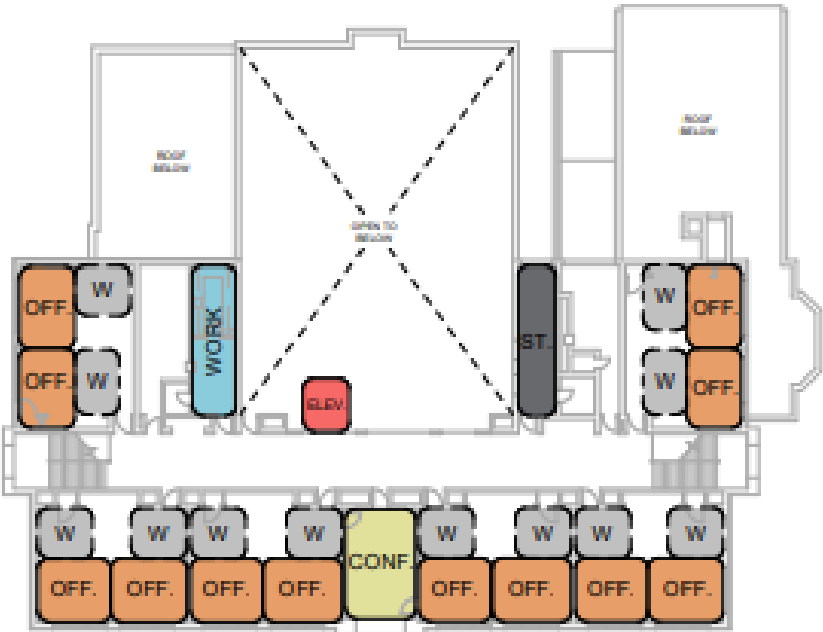 ROOF
BELOW
ROOF
BELOW
OPEN TO
BELOW
OFF.
W
WORK
ST.
W
OFF.
OFF.
W
ELEV.
W
OFF.
W
W
W
W
CONF.
W
W
W
W
OFF.
OFF.
OFF.
OFF.
OFF.
OFF.
OFF.
OFF.